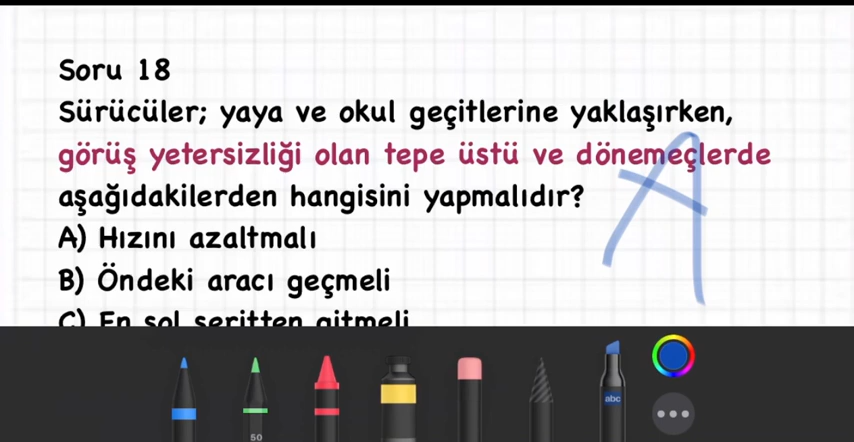 Soru 18
Sürücüler; yaya ve okul geçitlerine yaklaşırken,
görüş yetersizliği olan tepe üstü ve dönemeçlerde
aşağıdakilerden hangisini yapmalıdır?
A) Hızını azaltmalı
B) Öndeki aracı geçmeli
C) En sol şeritten gitmeli
A
50
abc